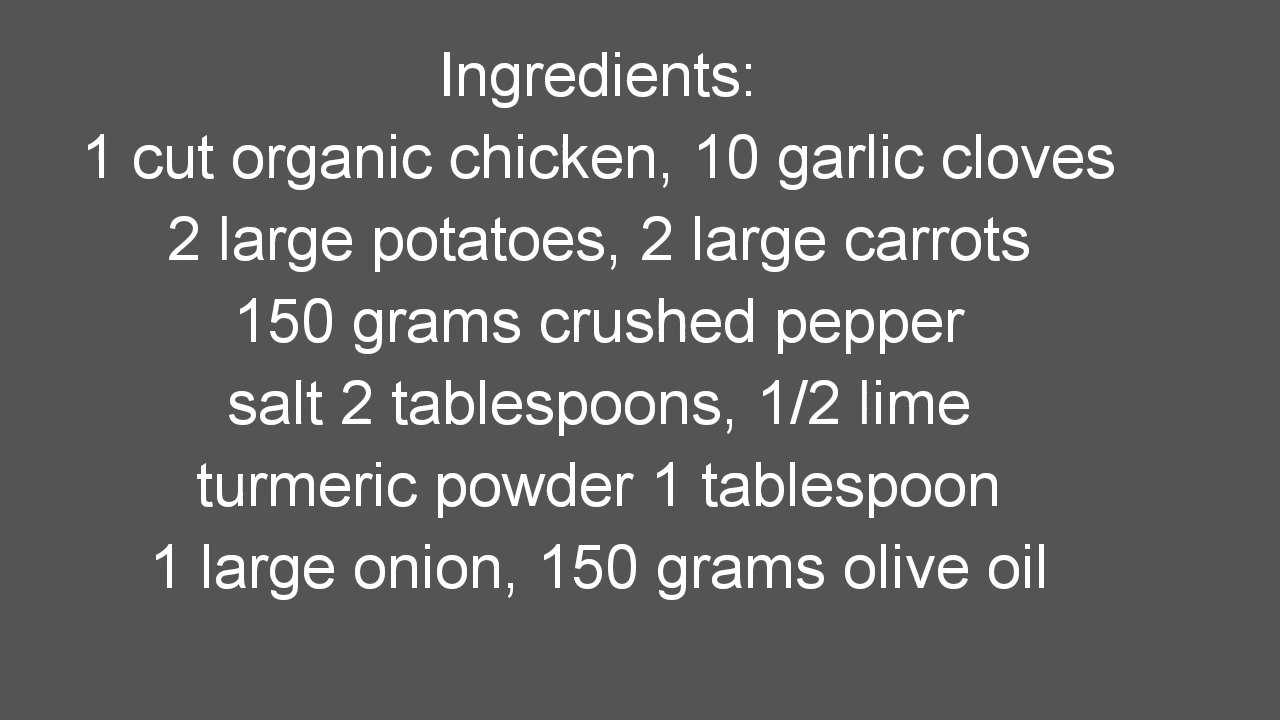 Ingredients:
1 cut organic chicken, 10 garlic cloves
2 large potatoes, 2 large carrots
150 grams crushed pepper
salt 2 tablespoons, 1/2 lime
turmeric powder 1 tablespoon
1 large onion, 150 grams olive oil